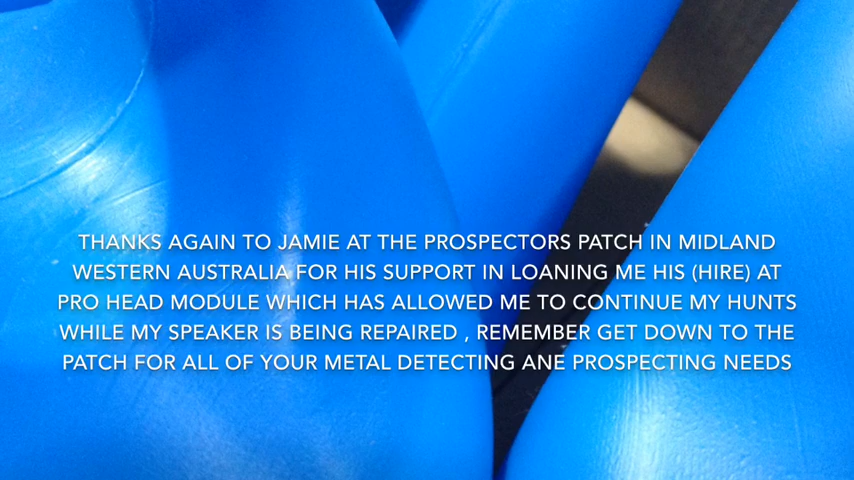 THANKS AGAIN TO JAMIE AT THE PROSPECTORS PATCH IN MIDLAND
WESTERN AUSTRALIA FOR HIS SUPPORT IN LOANING ME HIS (HIRE) AT
PRO HEAD MODULE WHICH HAS ALLOWED ME TO CONTINUE MY HUNTS
WHILE MY SPEAKER IS BEING REPAIRED , REMEMBER GET DOWN TO THE
PATCH FOR ALL OF YOUR METAL DETECTING ANE PROSPECTING NEEDS